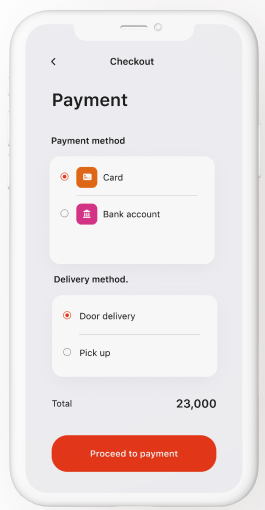 Checkout
Payment
Payment method
Card
Bank account
Delivery method.
Door delivery
Pick up
Total 23,000
Proceed to payment